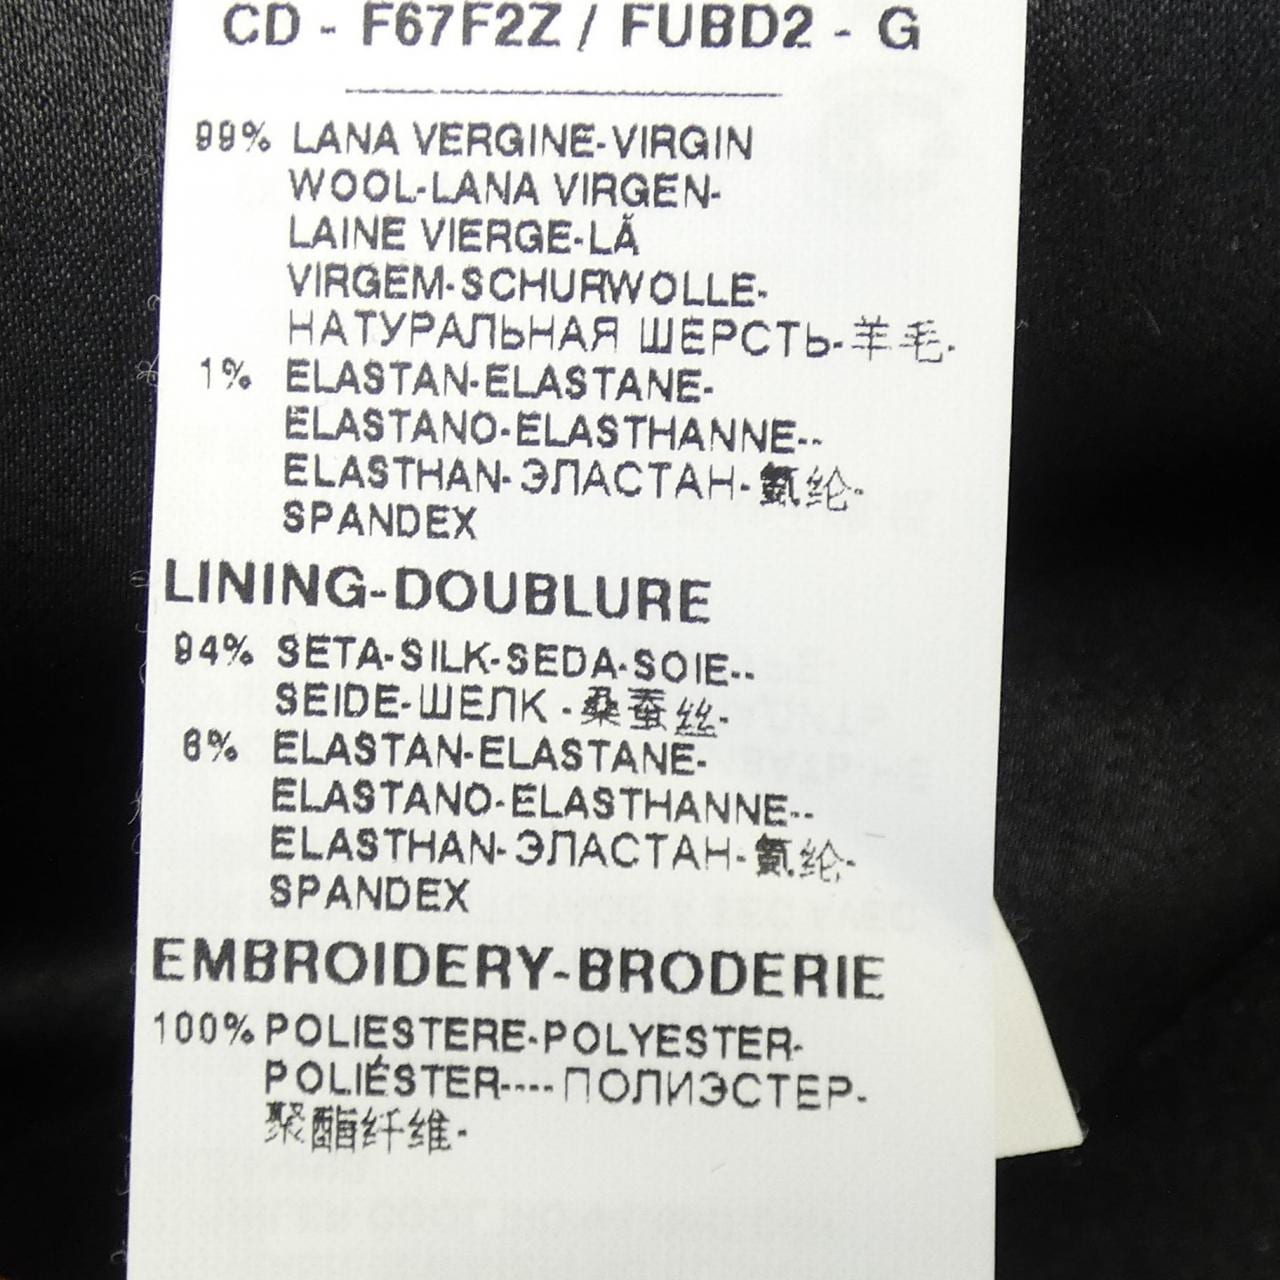 CD - F67F2Z / FUBD2 - G
99% LANA VERGINE-VIRGIN
WOOL-LANA VIRGEN-
LAINE VIERGE-LÃ
VIRGEM-SCHURWOLLE-
НАТУРАЛЬНАЯ ШЕРСТЬ-羊毛-
1% ELASTAN-ELASTANE-
ELASTANO-ELASTHANNE--
ELASTHAN-ЭЛАСТАН-氨纶-
SPANDEX
LINING-DOUBLURE
94% SETA-SILK-SEDA-SOIE--
SEIDE-ШЕЛК -桑蚕丝-
6% ELASTAN-ELASTANE-
ELASTANO-ELASTHANNE--
ELASTHAN-ЭЛАСТАН-氨纶-
SPANDEX
EMBROIDERY-BRODERIE
100% POLIESTERE-POLYESTER-
POLIÉSTER----ПОЛИЭСТЕР-
聚酯纤维-